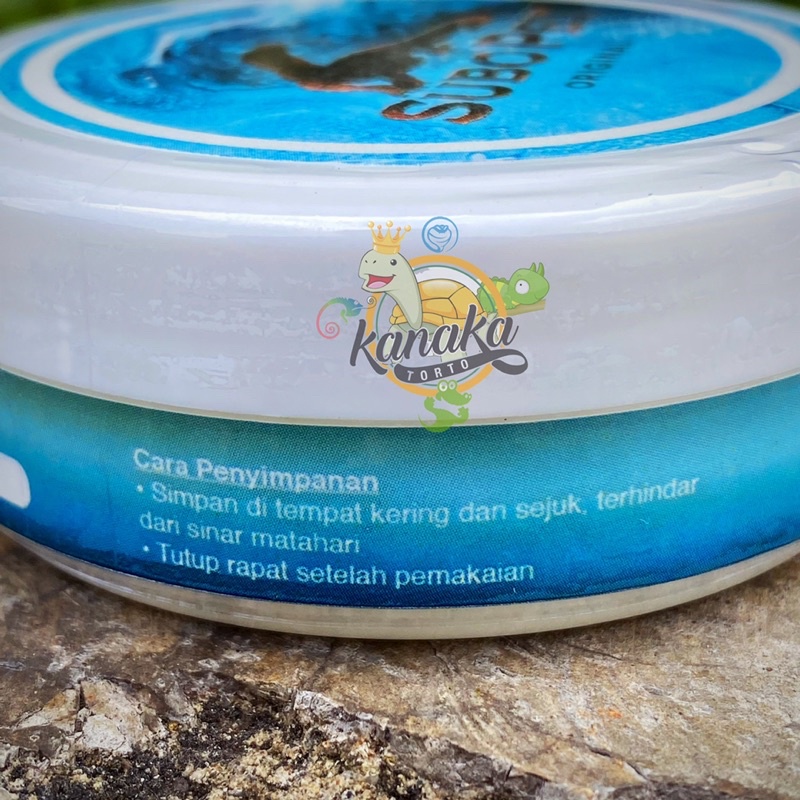 ORIGINAL
kanaka
TORTO
Cara Penyimpanan
• Simpan di tempat kering dan sejuk, terhindar
dari sinar matahari
• Tutup rapat setelah pemakaian